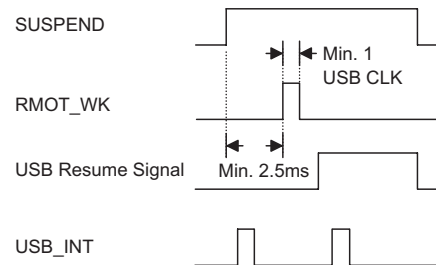 SUSPEND
Min. 1
USB CLK
RMOT_WK
USB Resume Signal
Min. 2.5ms
USB_INT